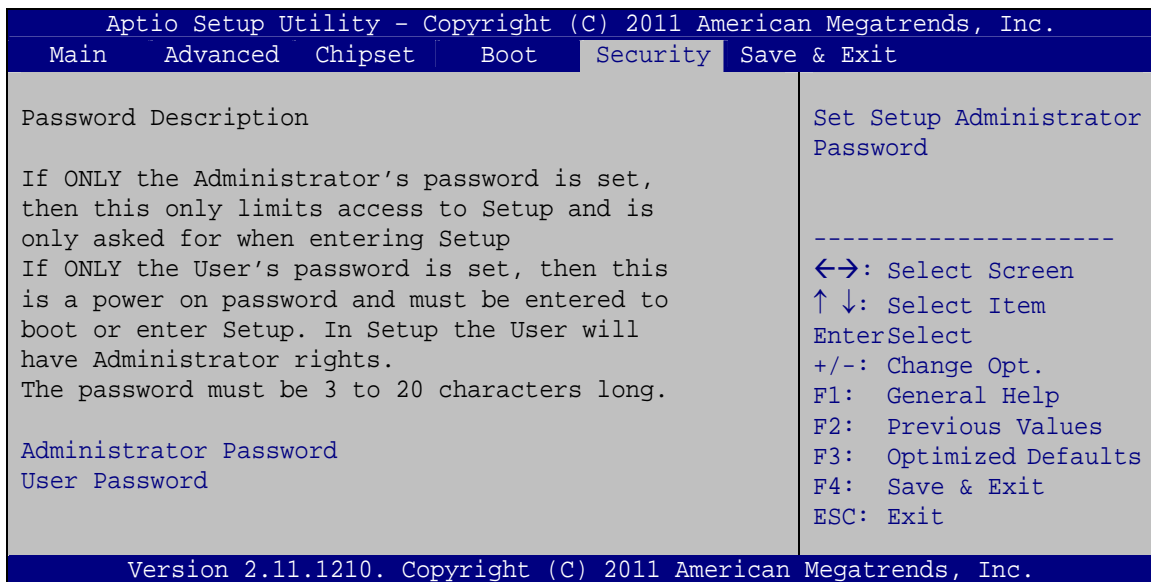 Aptio Setup Utility – Copyright (C) 2011 American Megatrends, Inc.
Main Advanced Chipset Boot Security Save & Exit
Password Description
If ONLY the Administrator’s password is set,
then this only limits access to Setup and is
only asked for when entering Setup
If ONLY the User’s password is set, then this
is a power on password and must be entered to
boot or enter Setup. In Setup the User will
have Administrator rights.
The password must be 3 to 20 characters long.
Administrator Password
User Password
Set Setup Administrator
Password
---------------------
←→: Select Screen
↑ ↓: Select Item
EnterSelect
+/-: Change Opt.
F1: General Help
F2: Previous Values
F3: Optimized Defaults
F4: Save & Exit
ESC: Exit
Version 2.11.1210. Copyright (C) 2011 American Megatrends, Inc.